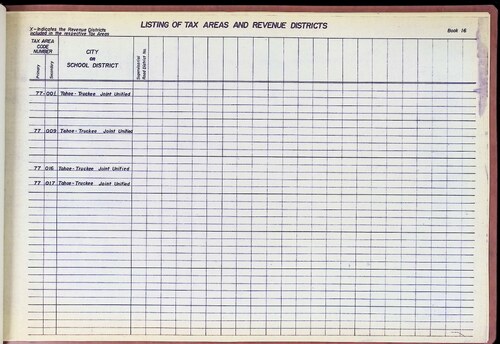 LISTING OF TAX AREAS AND REVENUE DISTRICTS
X-Indicates the Revenue Districts
included in the respective Tax Areas
Book 16
TAX AREA
CODE
NUMBER
Primary
Secondary
CITY
OR
SCHOOL DISTRICT
Supervisorial
Road District No.
77-001 Tahoe-Truckee Joint Unified
77-009 Tahoe-Truckee Joint Unified
77 016 Tahoe-Truckee Joint Unified
77 017 Tahoe-Truckee Joint Unified